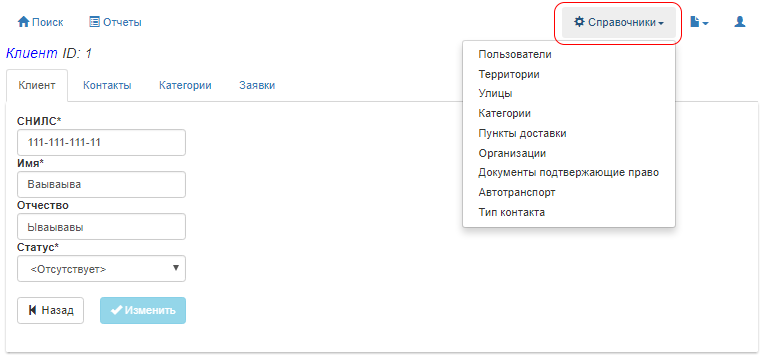 Поиск Отчеты Справочники
Клиент ID: 1
Клиент Контакты Категории Заявки
СНИЛС*
111-111-111-11
Имя*
Ваываыва
Отчество
Ываывавы
Статус*
<Отсутствует>
Назад Изменить
Пользователи
Территории
Улицы
Категории
Пункты доставки
Организации
Документы подтвержающие право
Автотранспорт
Тип контакта